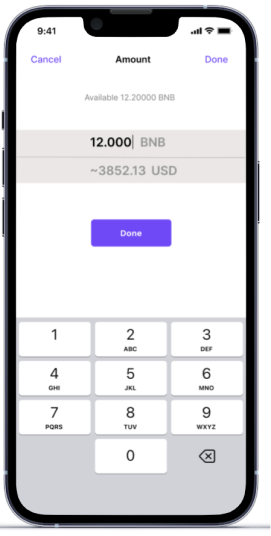 9:41
Cancel Amount Done
Available 12.20000 BNB
12.000 BNB
~3852.13 USD
Done
1 2 3
ABC DEF
4 5 6
GHI JKL MNO
7 8 9
PQRS TUV WXYZ
0